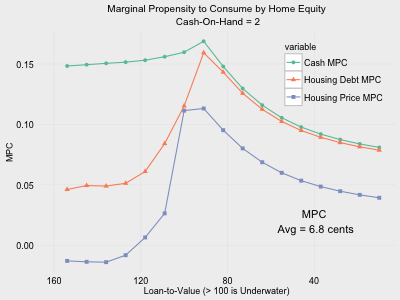 Marginal Propensity to Consume by Home Equity
Cash-On-Hand = 2
variable
Cash MPC
Housing Debt MPC
Housing Price MPC
0.15
0.10
0.05
0.00
MPC
MPC
Avg = 6.8 cents
160
120
80
40
Loan-to-Value (> 100 is Underwater)